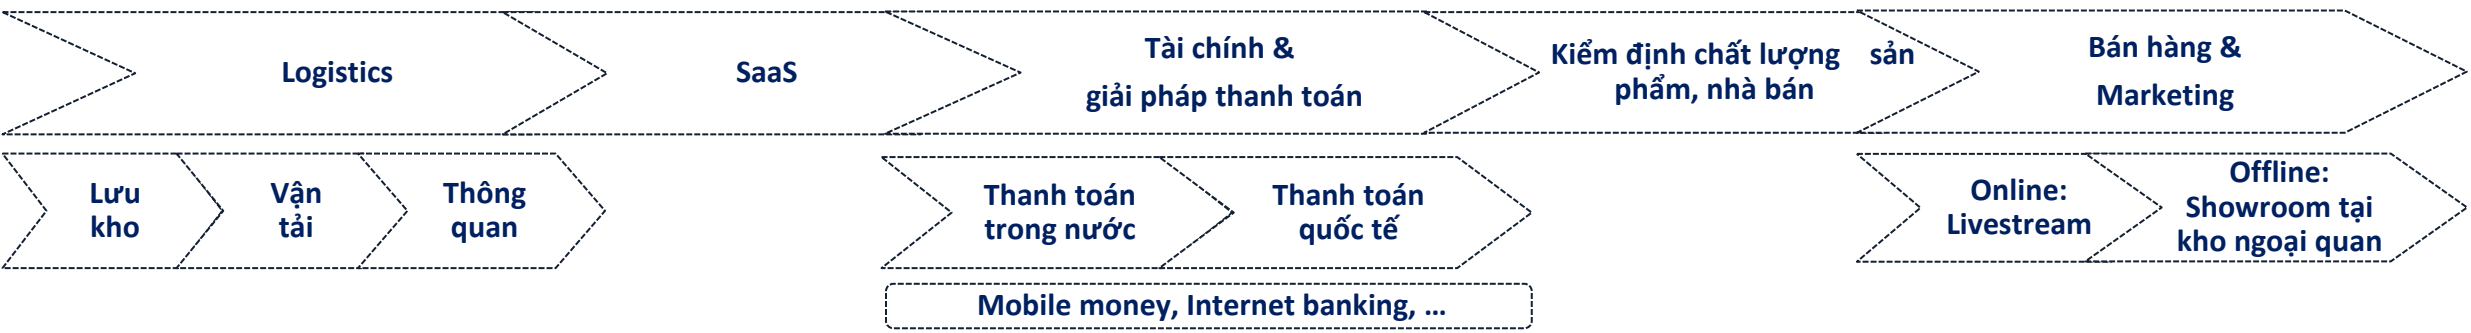 Logistics
SaaS
Tài chính &
giải pháp thanh toán
Kiểm định chất lượng sản
phẩm, nhà bán
Bán hàng &
Marketing
Lưu
kho
Vận
tải
Thông
quan
Thanh toán
trong nước
Thanh toán
quốc tế
Online:
Livestream
Offline:
Showroom tại
kho ngoại quan
Mobile money, Internet banking, ...